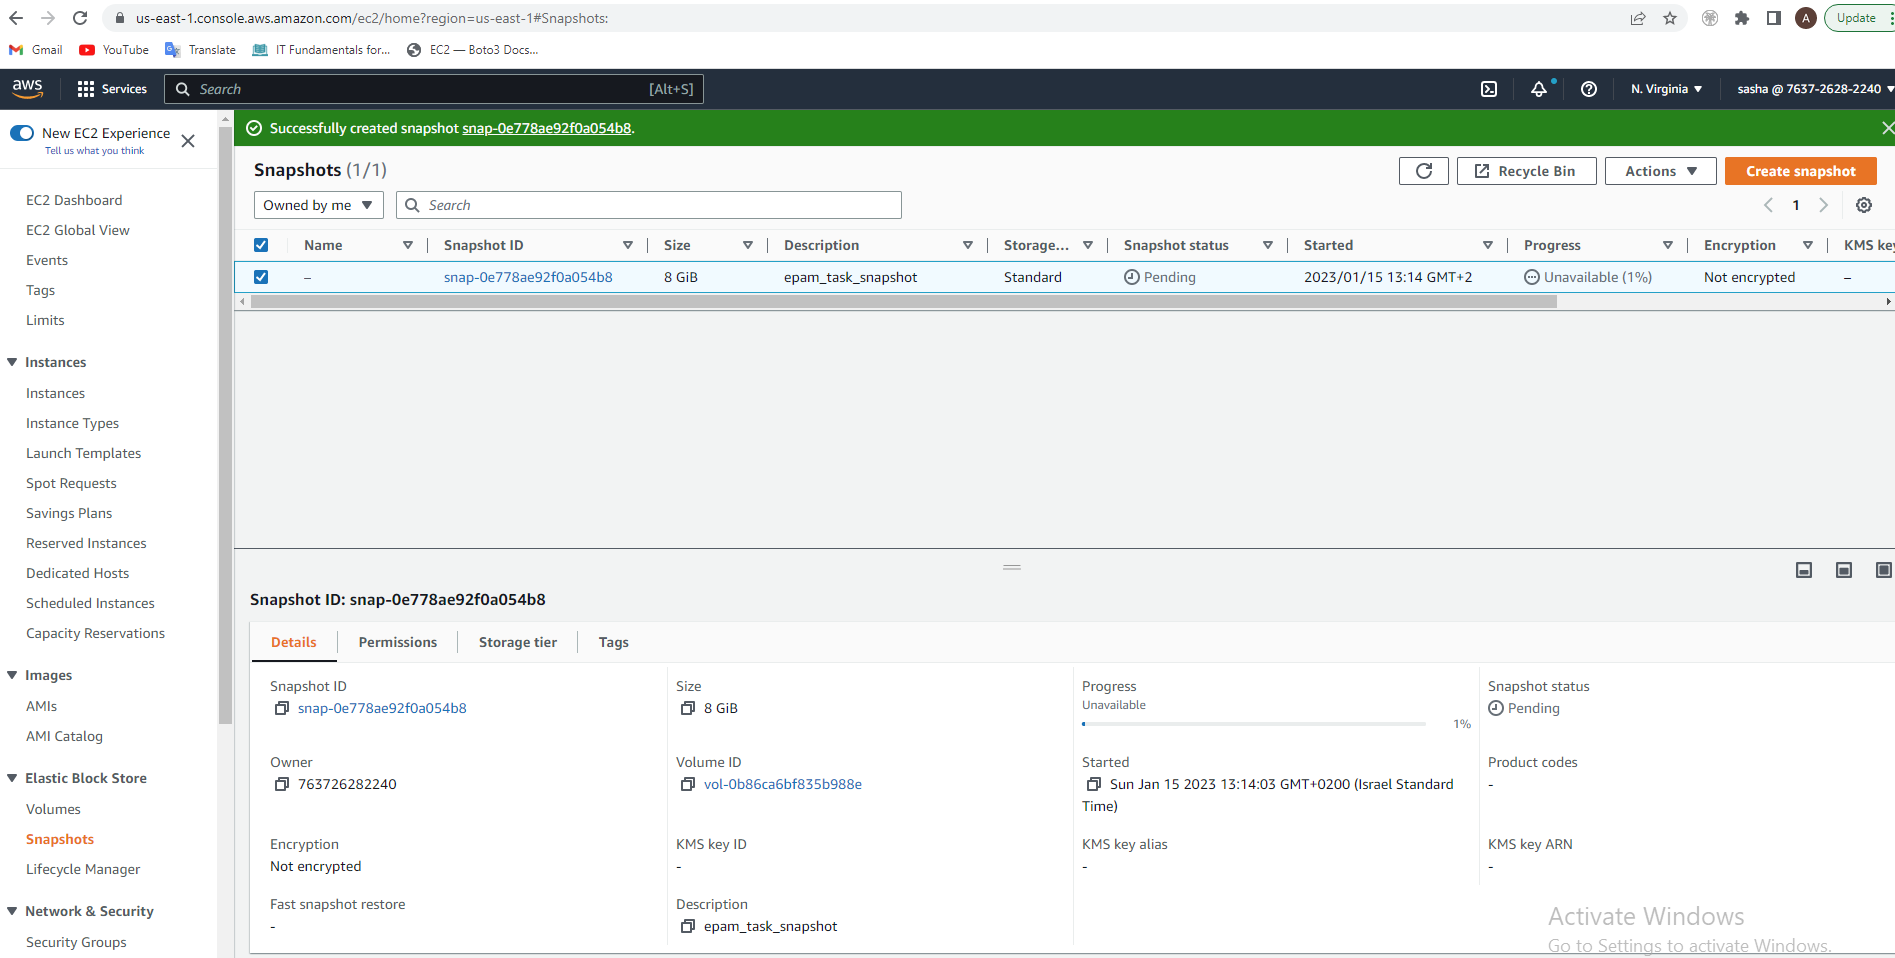 us-east-1.console.aws.amazon.com/ec2/home?region=us-east-1#Snapshots:
A
Update
Gmail
YouTube
Translate
IT Fundamentals for...
EC2 — Boto3 Docs...
aws
Services
Search
[Alt+S]
N. Virginia
sasha @ 7637-2628-2240
New EC2 Experience
Tell us what you think
EC2 Dashboard
EC2 Global View
Events
Tags
Limits
Instances
Instances
Instance Types
Launch Templates
Spot Requests
Savings Plans
Reserved Instances
Dedicated Hosts
Scheduled Instances
Capacity Reservations
Images
AMIs
AMI Catalog
Elastic Block Store
Volumes
Snapshots
Lifecycle Manager
Network & Security
Security Groups
Successfully created snapshot snap-0e778ae92f0a054b8.
Snapshots (1/1)
Recycle Bin
Actions
Create snapshot
Owned by me
Search
1
Name Snapshot ID Size Description Storage... Snapshot status Started Progress Encryption KMS key
– snap-0e778ae92f0a054b8 8 GiB epam_task_snapshot Standard Pending 2023/01/15 13:14 GMT+2 Unavailable (1%) Not encrypted –
Snapshot ID: snap-0e778ae92f0a054b8
Details
Permissions
Storage tier
Tags
Snapshot ID
snap-0e778ae92f0a054b8
Size
8 GiB
Progress
Unavailable
1%
Snapshot status
Pending
Owner
763726282240
Volume ID
vol-0b86ca6bf835b988e
Started
Sun Jan 15 2023 13:14:03 GMT+0200 (Israel Standard
Time)
Product codes
-
Encryption
Not encrypted
KMS key ID
-
KMS key alias
-
KMS key ARN
-
Fast snapshot restore
-
Description
epam_task_snapshot
Activate Windows
Go to Settings to activate Windows.